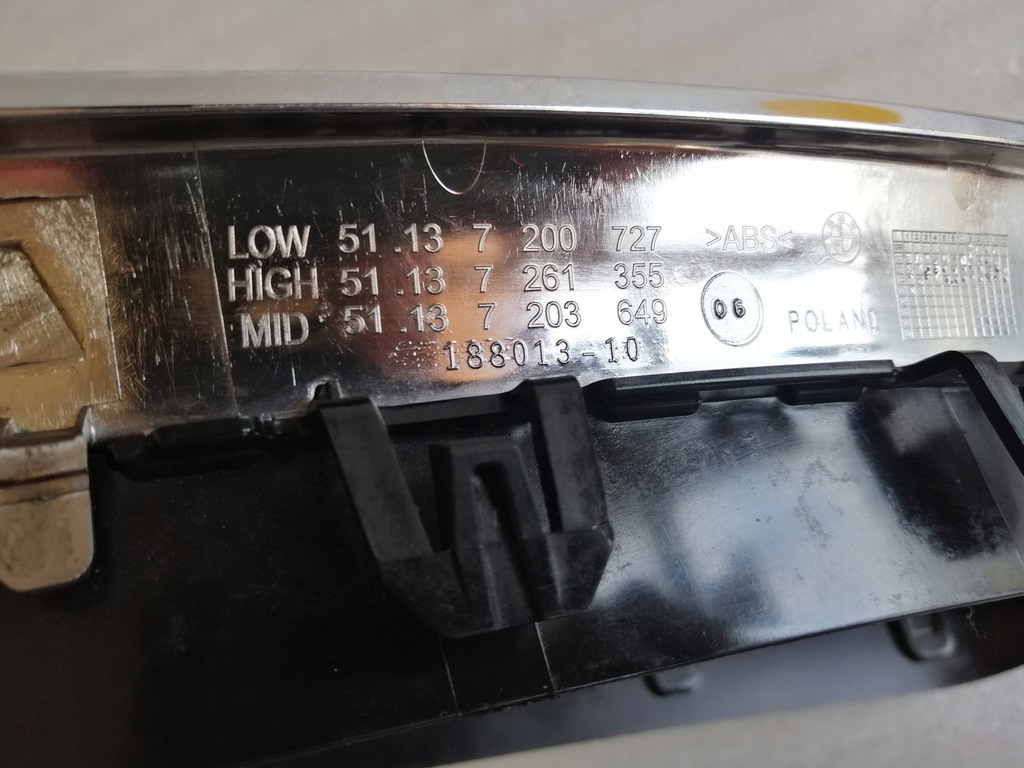 LOW 51.13 7 200 727 >ABS<
HIGH 51.13 7 261 355
MID 51.13 7 203 649 06 POLAND
188013-10